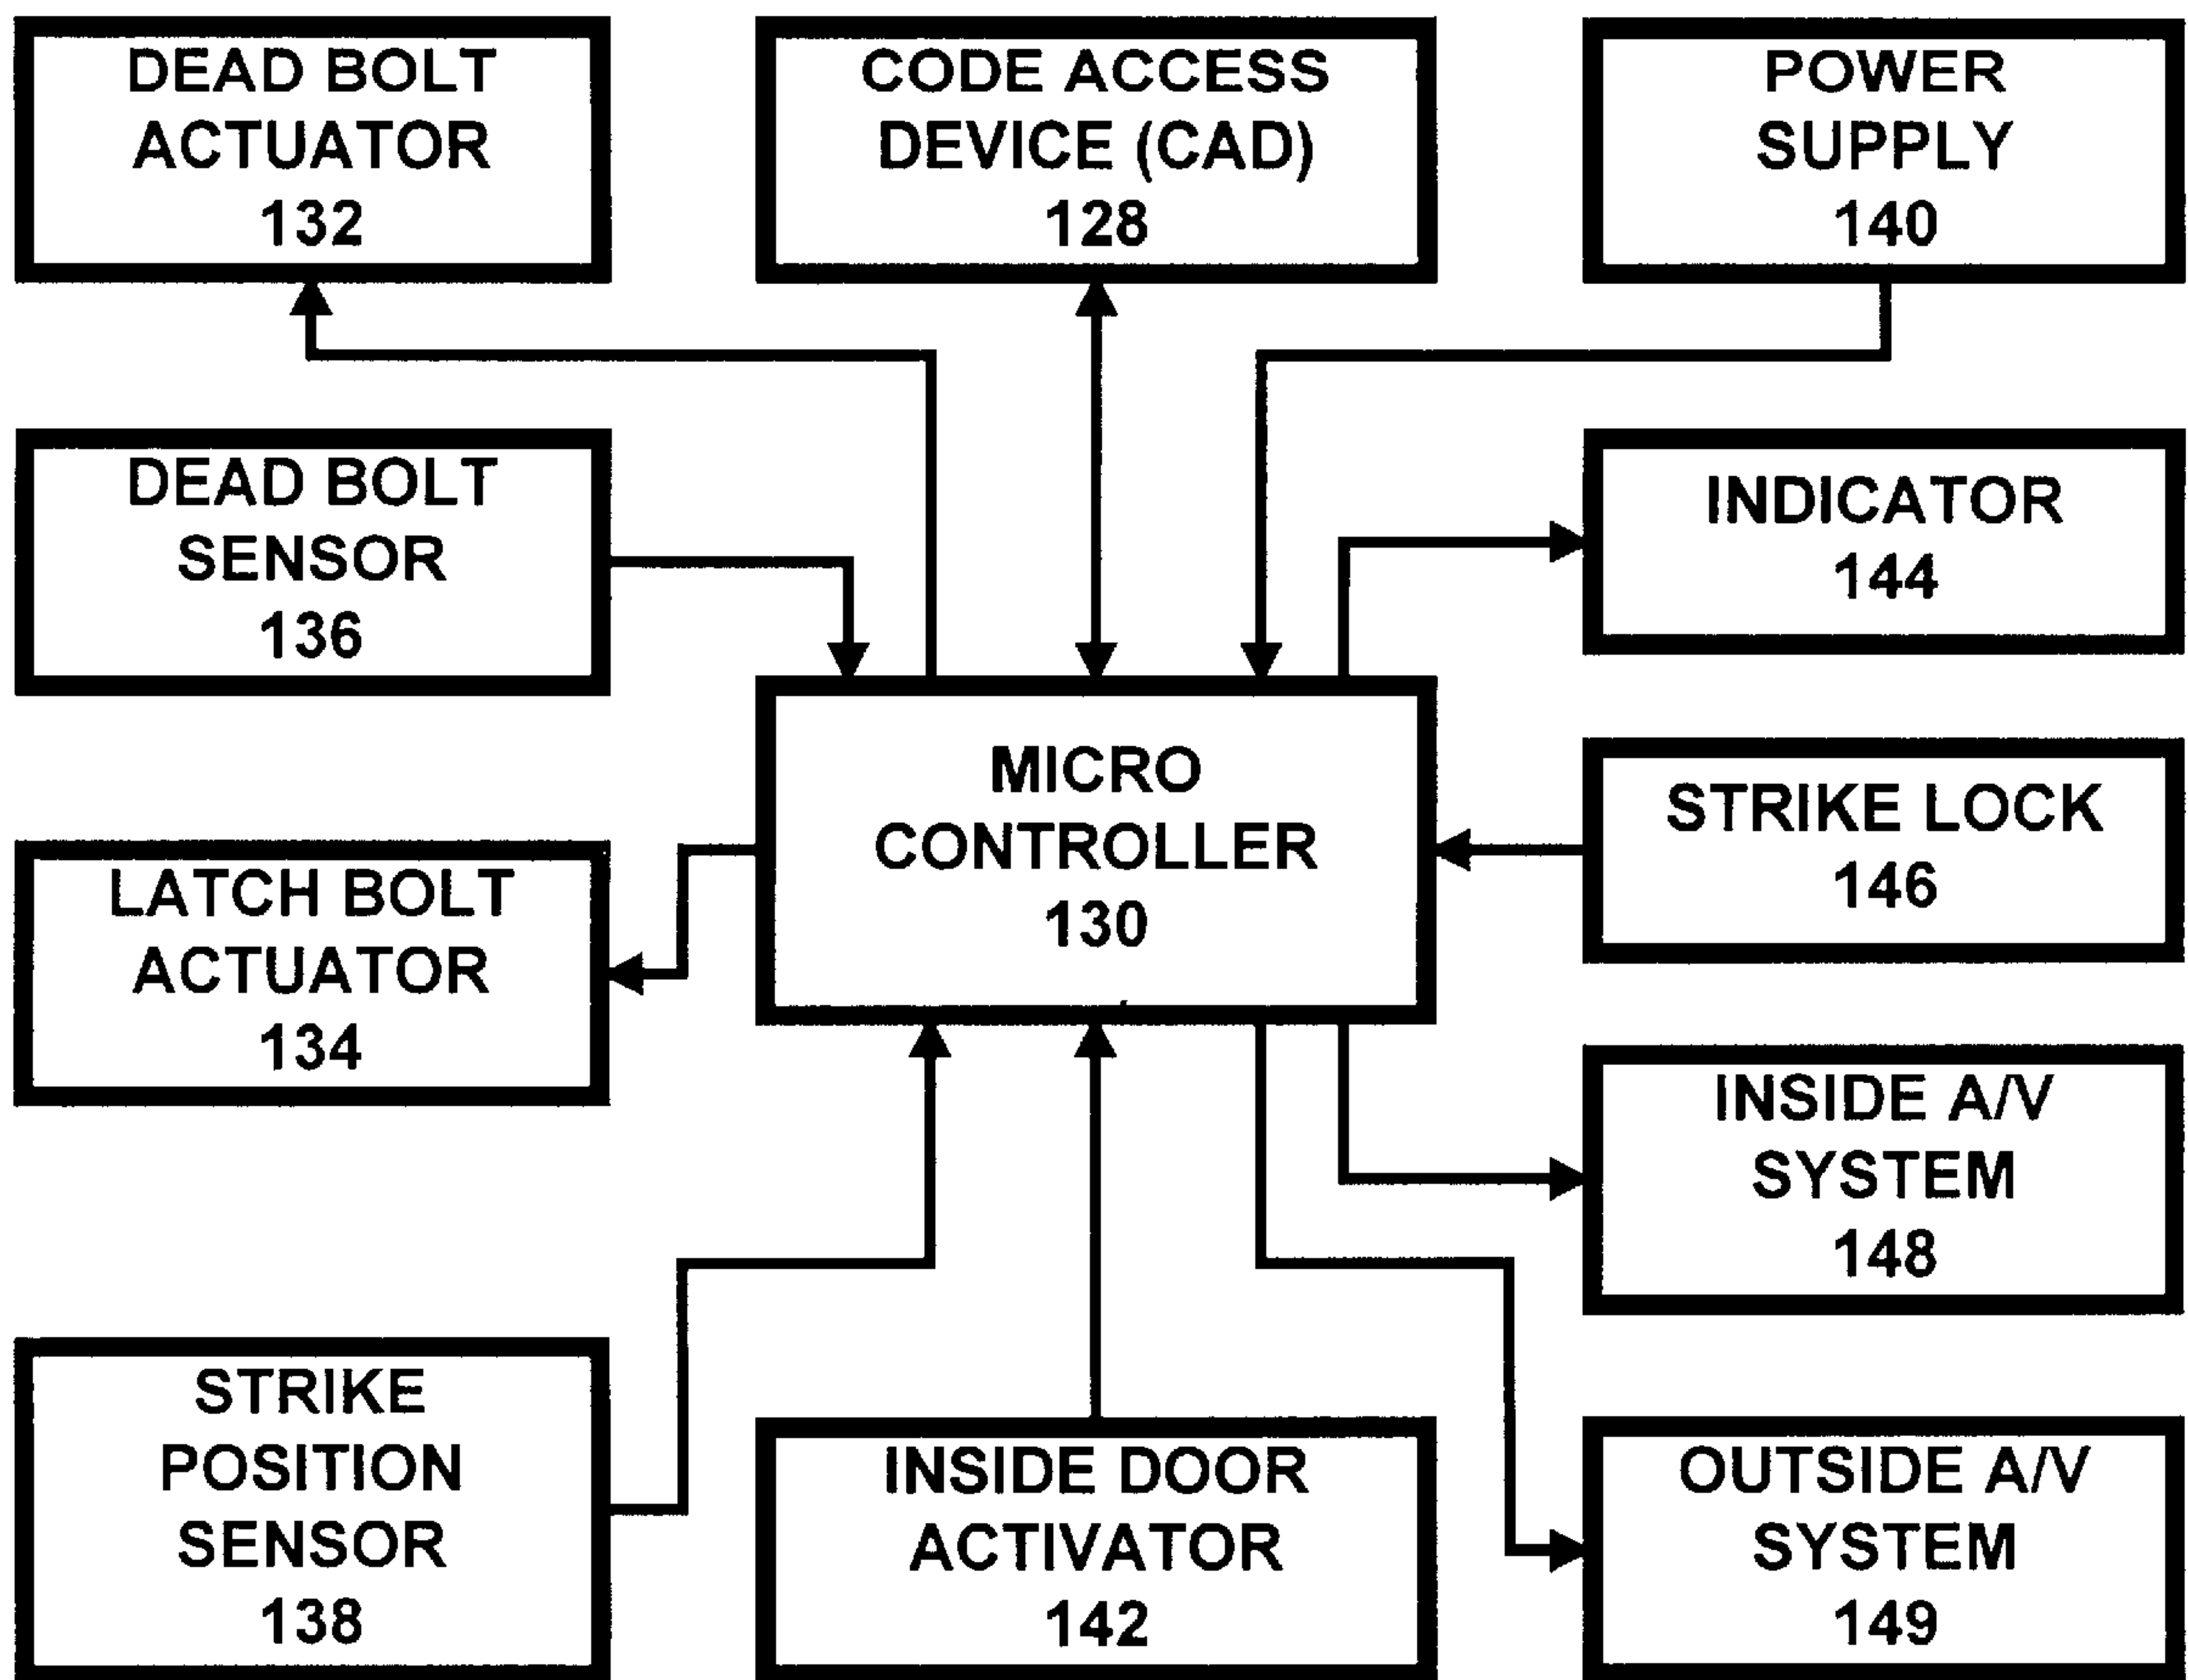 DEAD BOLT
ACTUATOR
132
CODE ACCESS
DEVICE (CAD)
128
POWER
SUPPLY
140
DEAD BOLT
SENSOR
136
INDICATOR
144
MICRO
CONTROLLER
130
STRIKE LOCK
146
LATCH BOLT
ACTUATOR
134
INSIDE A/V
SYSTEM
148
STRIKE
POSITION
SENSOR
138
INSIDE DOOR
ACTIVATOR
142
OUTSIDE A/V
SYSTEM
149